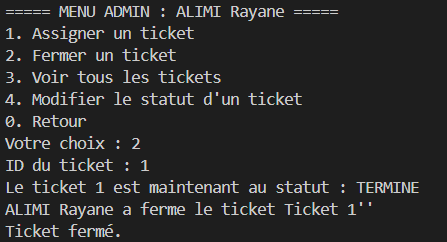 ===== MENU ADMIN : ALIMI Rayane =====
1. Assigner un ticket
2. Fermer un ticket
3. Voir tous les tickets
4. Modifier le statut d'un ticket
0. Retour
Votre choix : 2
ID du ticket : 1
Le ticket 1 est maintenant au statut : TERMINE
ALIMI Rayane a ferme le ticket Ticket 1''
Ticket fermé.